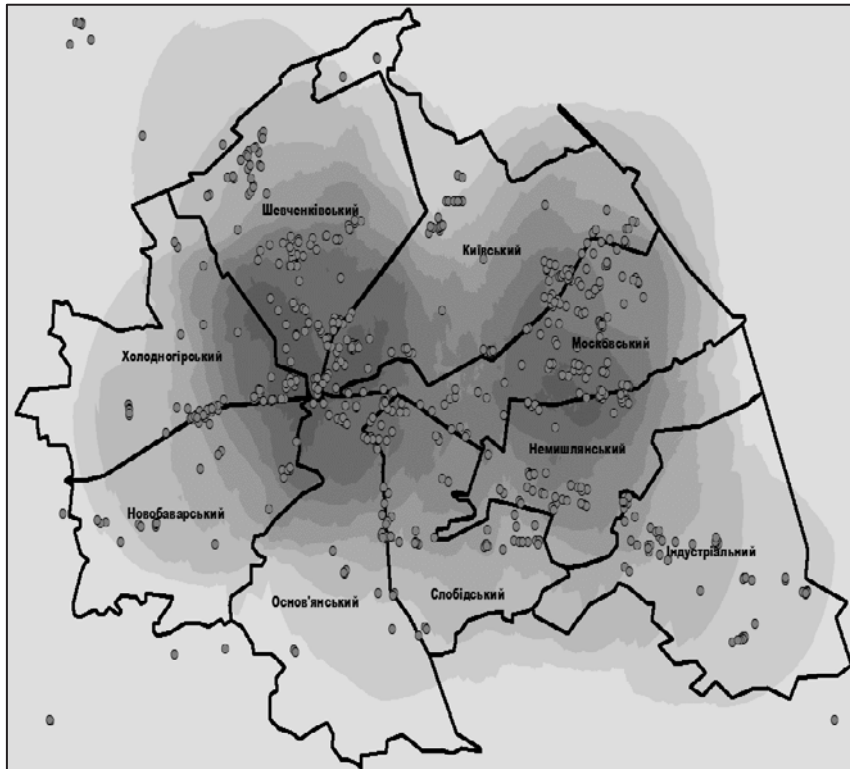 Шевченківський
Київський
Московський
Холодногірський
Немишлянський
Новобаварський
Індустріальний
Слобідський
Основ'янський